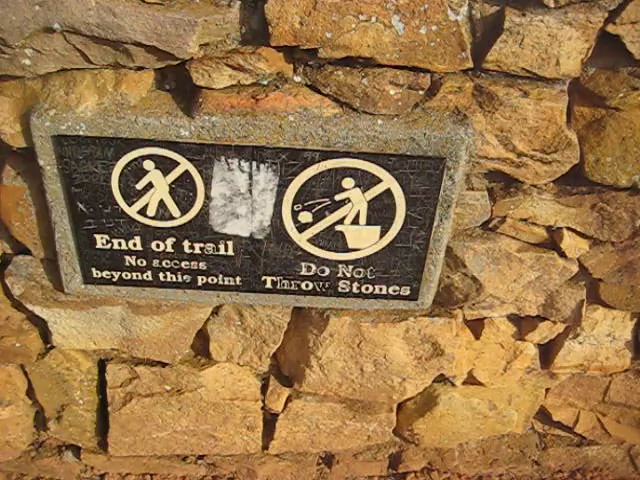 End of trail
No access
beyond this point
Do Not
Throw Stones